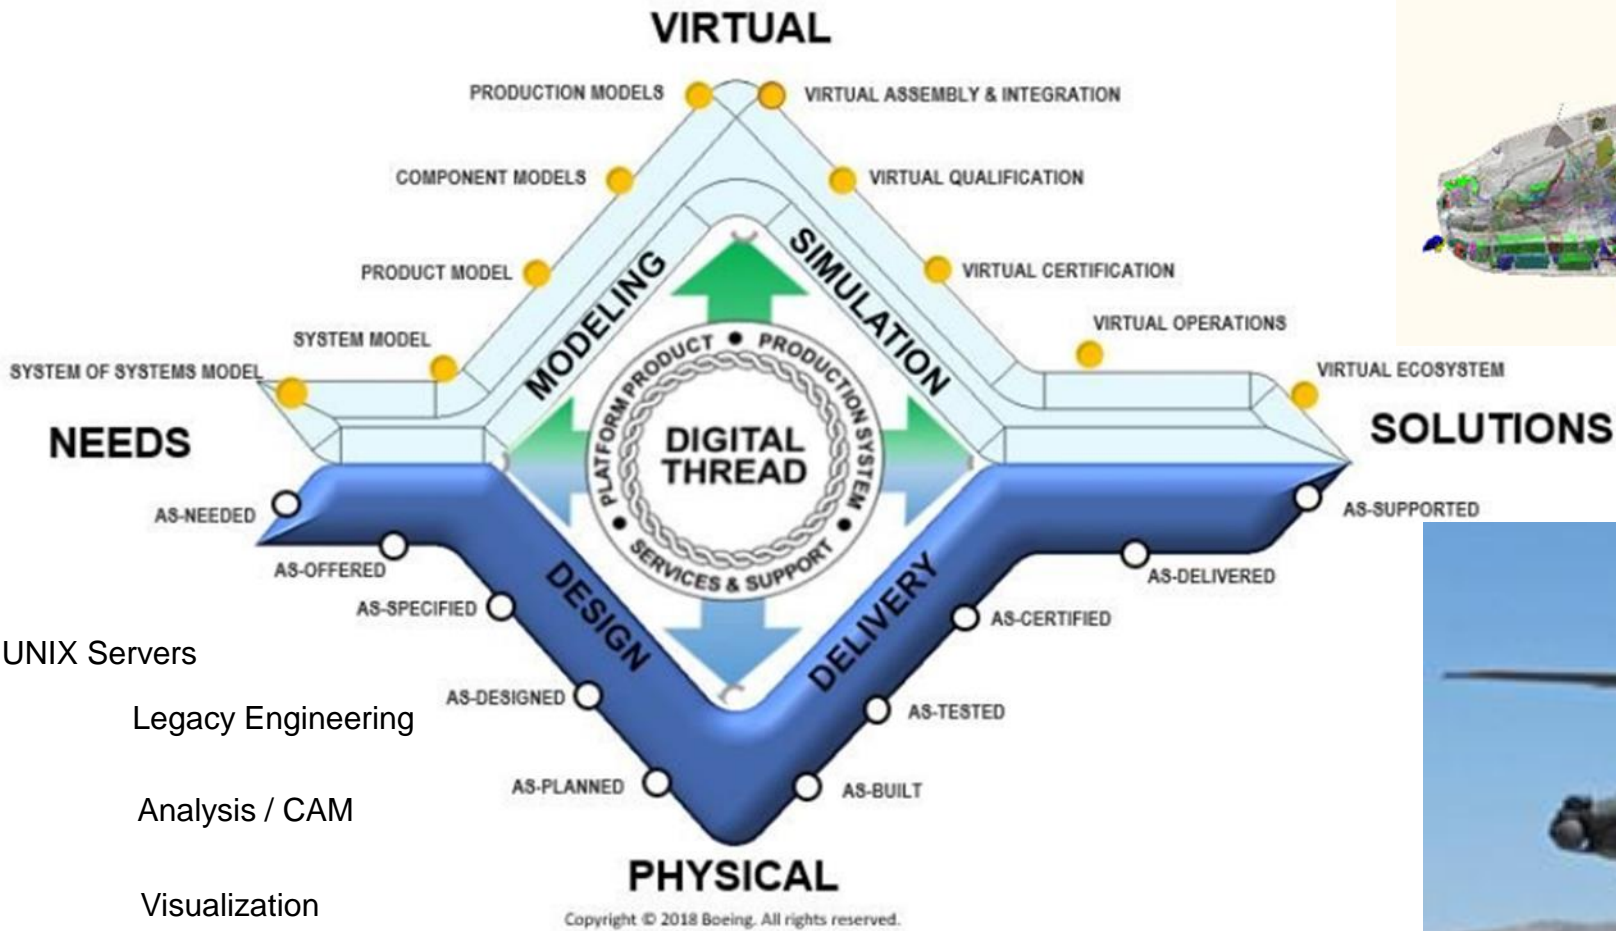 VIRTUAL
PRODUCTION MODELS
VIRTUAL ASSEMBLY & INTEGRATION
COMPONENT MODELS
VIRTUAL QUALIFICATION
PRODUCT MODEL
VIRTUAL CERTIFICATION
SYSTEM MODEL
VIRTUAL OPERATIONS
SYSTEM OF SYSTEMS MODEL
VIRTUAL ECOSYSTEM
MODELING
SIMULATION
NEEDS
SOLUTIONS
PLATFORM PRODUCT
PRODUCTION SYSTEM
SERVICES & SUPPORT
DIGITAL
THREAD
AS-NEEDED
AS-SUPPORTED
AS-OFFERED
AS-DELIVERED
AS-SPECIFIED
AS-CERTIFIED
DESIGN
DELIVERY
UNIX Servers
AS-DESIGNED
AS-TESTED
Legacy Engineering
AS-PLANNED
AS-BUILT
Analysis / CAM
PHYSICAL
Visualization
Copyright © 2018 Boeing. All rights reserved.